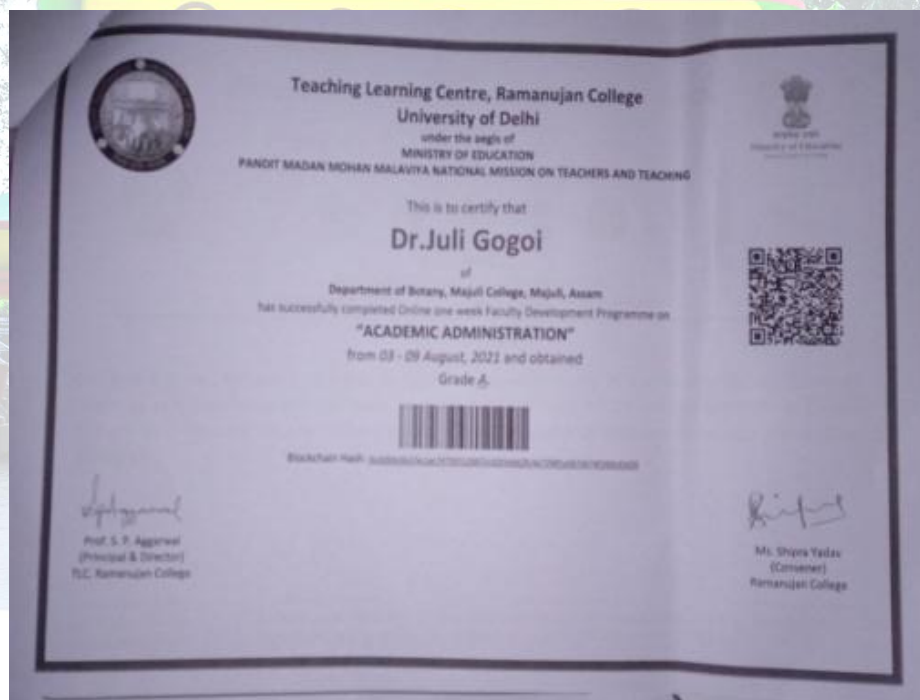 Teaching Learning Centre, Ramanujan College
University of Delhi
under the aegis of
MINISTRY OF EDUCATION
PANDIT MADAN MOHAN MALAVIYA NATIONAL MISSION ON TEACHERS AND TEACHING
Ministry of Education
This is to certify that
Dr.Juli Gogoi
of
Department of Botany, Majuli College, Majuli, Assam
has successfully completed Online one week Faculty Development Programme on
"ACADEMIC ADMINISTRATION"
from 03 - 09 August, 2021 and obtained
Grade A
Blockchain Hash
Prof. S. P. Aggarwal
(Principal & Director)
TLC, Ramanujan College
Ms. Shipra Yadav
(Convener)
Ramanujan College